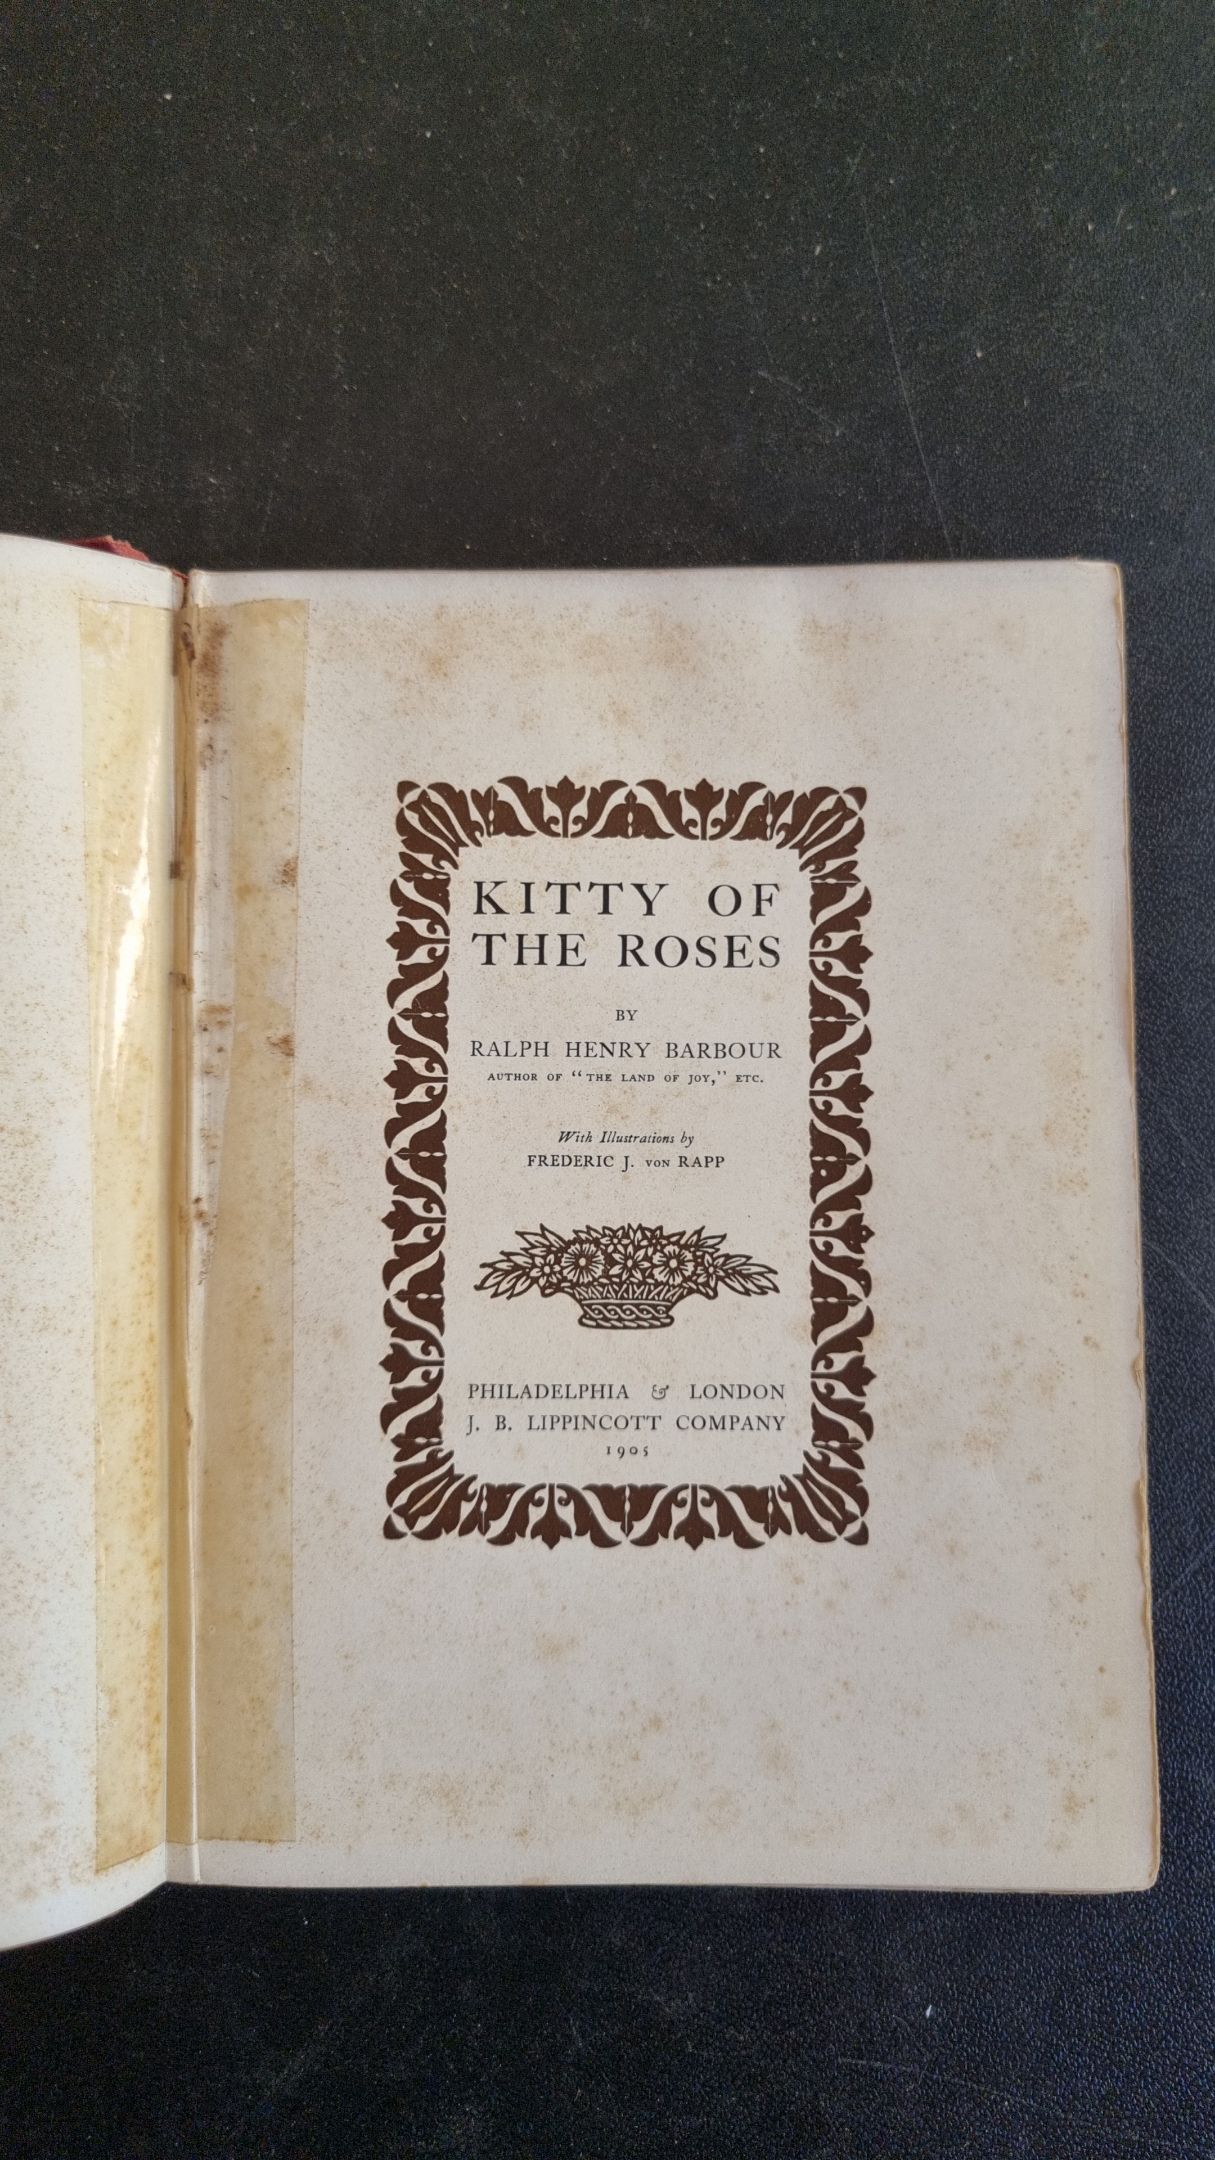 KITTY OF
THE ROSES
BY
RALPH HENRY BARBOUR
AUTHOR OF “THE LAND OF JOY,” ETC.
With Illustrations by
FREDERIC J. VON RAPP
PHILADELPHIA & LONDON
J. B. LIPPINCOTT COMPANY
1905